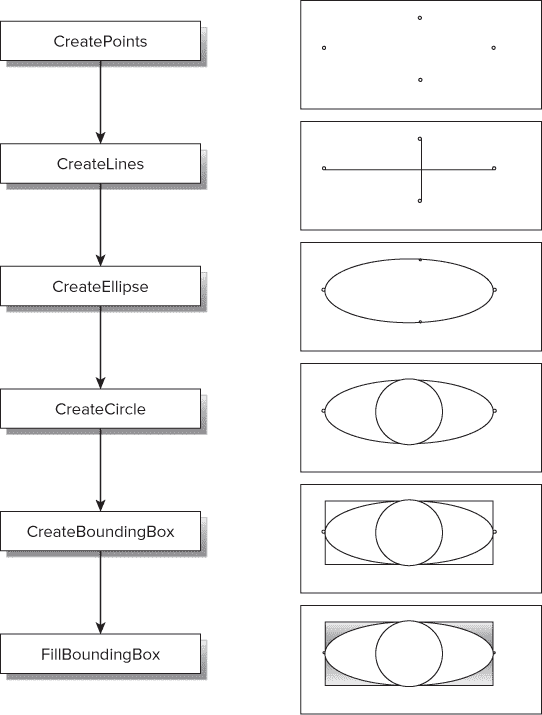 CreatePoints
CreateLines
CreateEllipse
CreateCircle
CreateBoundingBox
FillBoundingBox